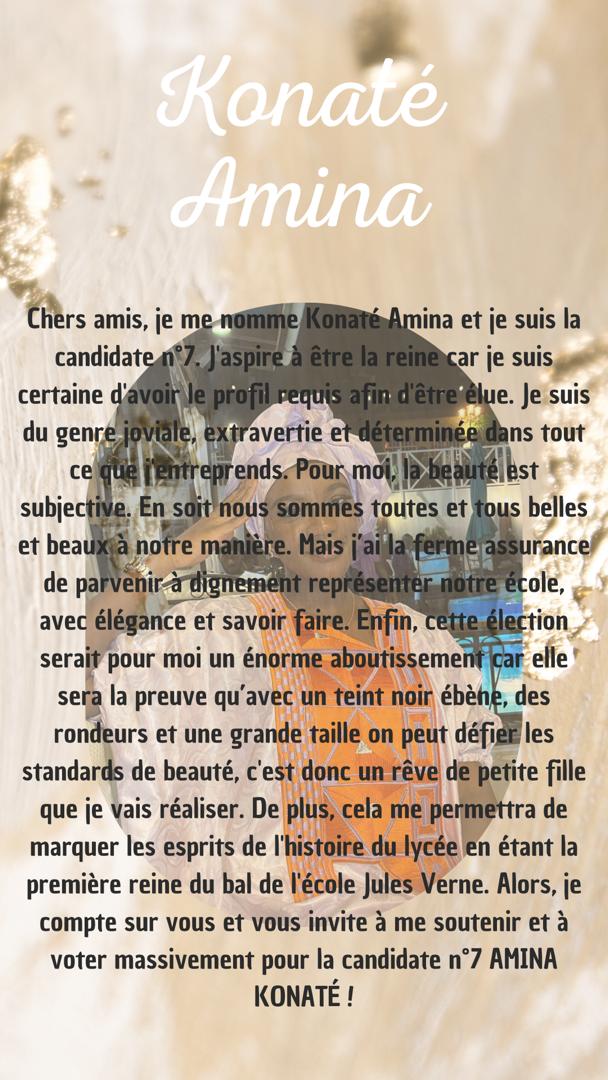 Konaté
Amina
Chers amis, je me nomme Konaté Amina et je suis la
candidate n°7. J'aspire à être la reine car je suis
certaine d'avoir le profil requis afin d'être élue. Je suis
du genre joviale, extravertie et déterminée dans tout
ce que j'entreprends. Pour moi, la beauté est
subjective. En soit nous sommes toutes et tous belles
et beaux à notre manière. Mais j’ai la ferme assurance
de parvenir à dignement représenter notre école,
avec élégance et savoir faire. Enfin, cette élection
serait pour moi un énorme aboutissement car elle
sera la preuve qu’avec un teint noir ébène, des
rondeurs et une grande taille on peut défier les
standards de beauté, c'est donc un rêve de petite fille
que je vais réaliser. De plus, cela me permettra de
marquer les esprits de l'histoire du lycée en étant la
première reine du bal de l'école Jules Verne. Alors, je
compte sur vous et vous invite à me soutenir et à
voter massivement pour la candidate n°7 AMINA
KONATÉ !